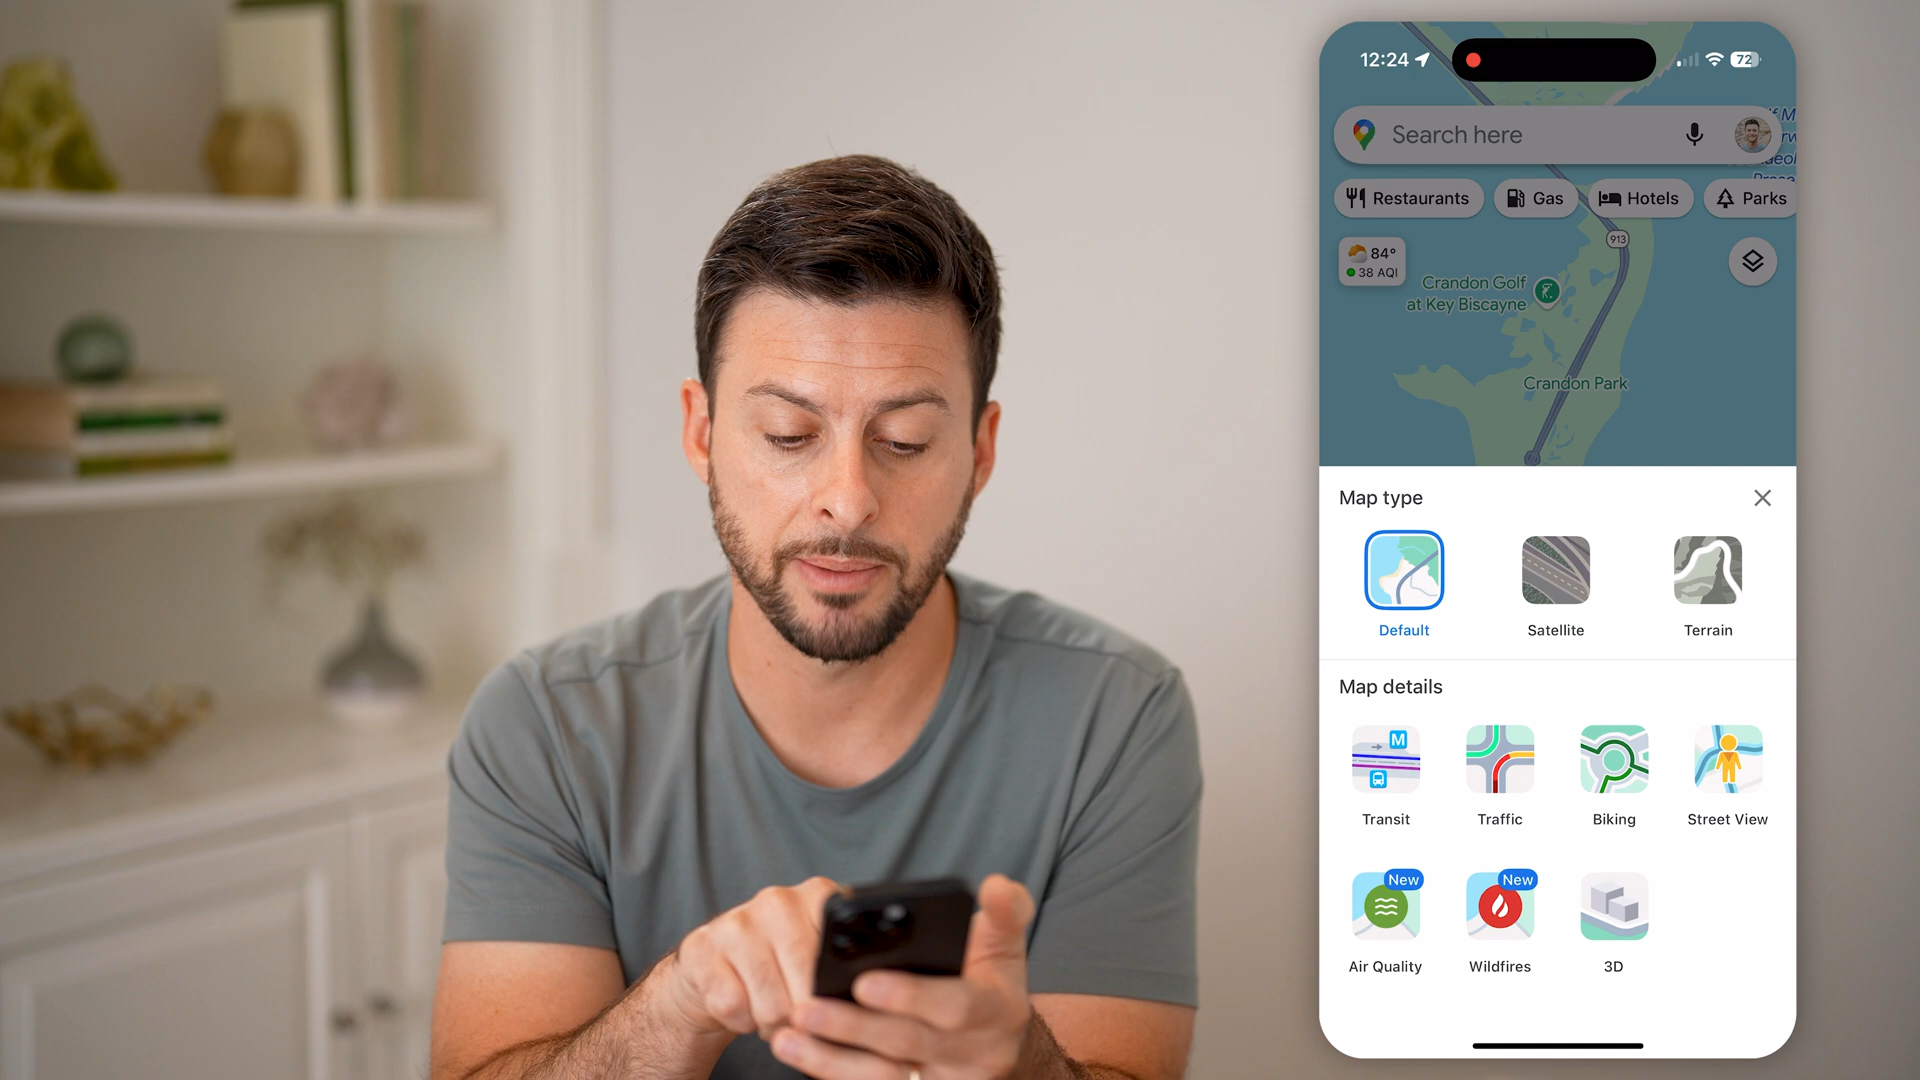 12:24
72
Search here
Restaurants
Gas
Hotels
Parks
913
84°
38 AQI
Crandon Golf
at Key Biscayne
Crandon Park
Map type
Default
Satellite
Terrain
Map details
M
Transit
Traffic
Biking
Street View
New
New
Air Quality
Wildfires
3D